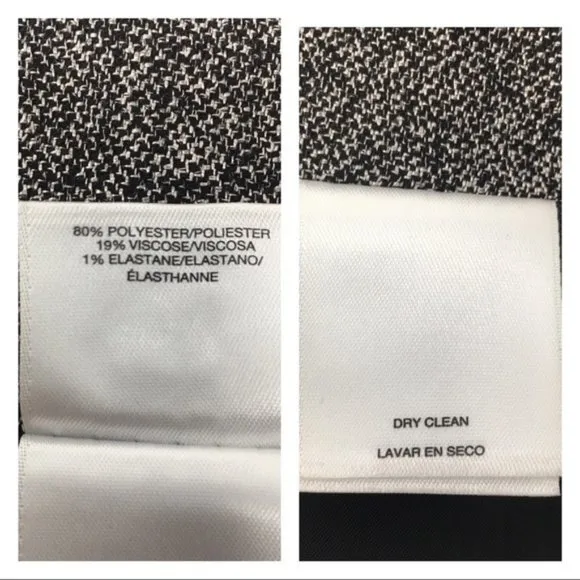 80% POLYESTER/POLIESTER
19% VISCOSE/VISCOSA
1% ELASTANE/ELASTANO/
ÉLASTHANNE
DRY CLEAN
LAVAR EN SECO